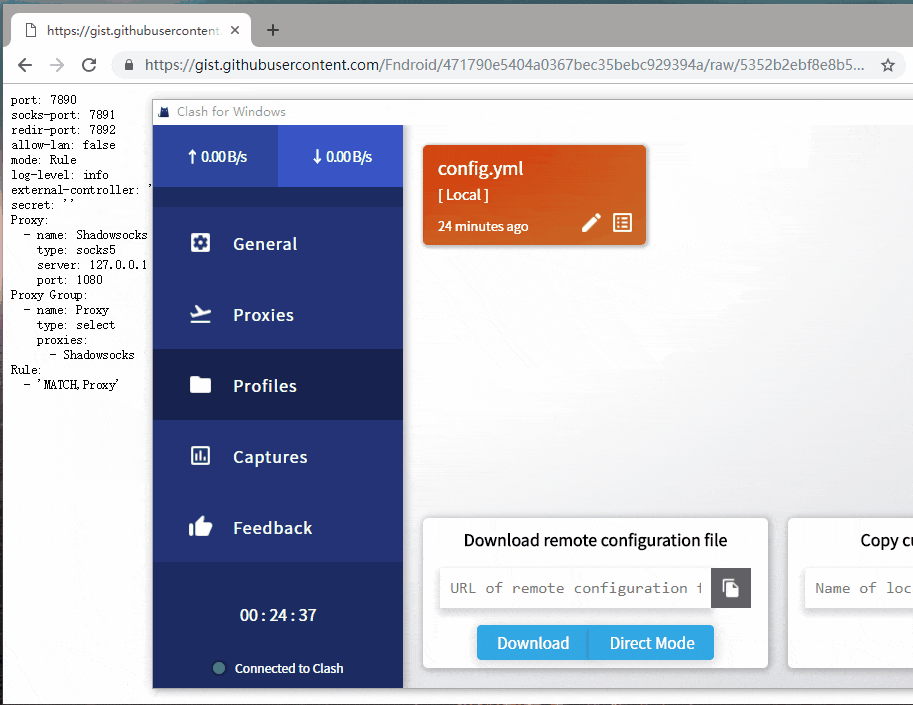 https://gist.githubusercontent.
https://gist.githubusercontent.com/Fndroid/471790e5404a0367bec35bebc929394a/raw/5352b2ebf8e8b5...
port: 7890
socks-port: 7891
redir-port: 7892
allow-lan: false
mode: Rule
log-level: info
external-controller: '
secret: ''
Proxy:
- name: Shadowsocks
type: socks5
server: 127.0.0.1
port: 1080
Proxy Group:
- name: Proxy
type: select
proxies:
- Shadowsocks
Rule:
- 'MATCH,Proxy'
Clash for Windows
↑ 0.00 B/s
↓ 0.00 B/s
General
Proxies
Profiles
Captures
Feedback
00 : 24 : 37
Connected to Clash
config.yml
[ Local ]
24 minutes ago
Download remote configuration file
URL of remote configuration f
Download
Direct Mode
Copy cu
Name of loc